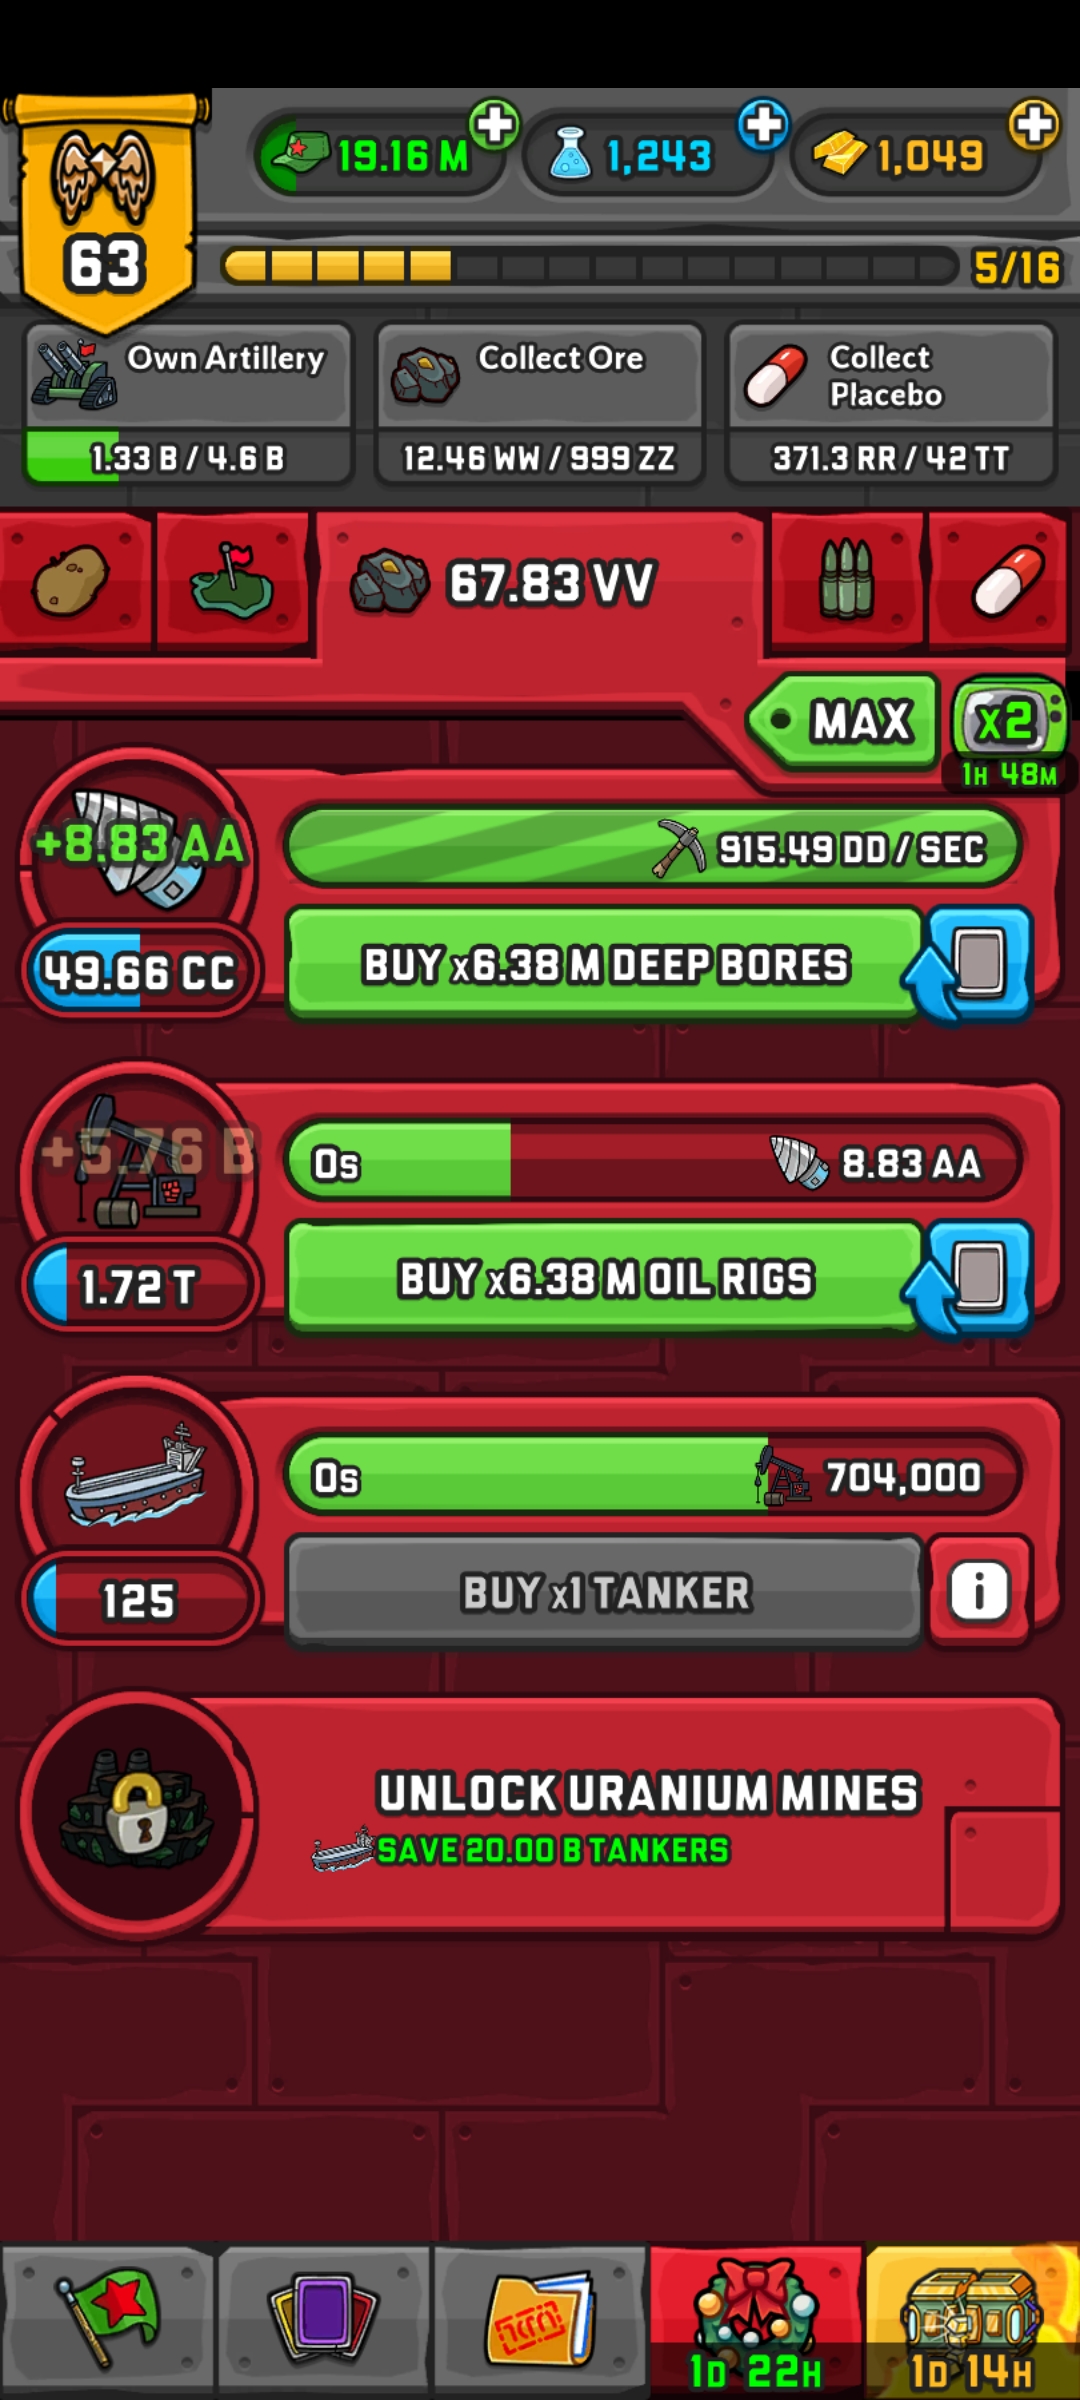 19.16 M
1,243
1,049
63
5/16
Own Artillery
1.33 B / 4.6 B
Collect Ore
12.46 WW / 999 ZZ
Collect
Placebo
371.3 RR / 42 TT
67.83 VV
MAX
x2
1H 48M
+8.83 AA
915.49 DD / SEC
49.66 CC
BUY x6.38 M DEEP BORES
+5.76 B
0s
8.83 AA
1.72 T
BUY x6.38 M OIL RIGS
0s
704,000
125
BUY x1 TANKER
i
UNLOCK URANIUM MINES
SAVE 20.00 B TANKERS
1D 22H
1D 14H